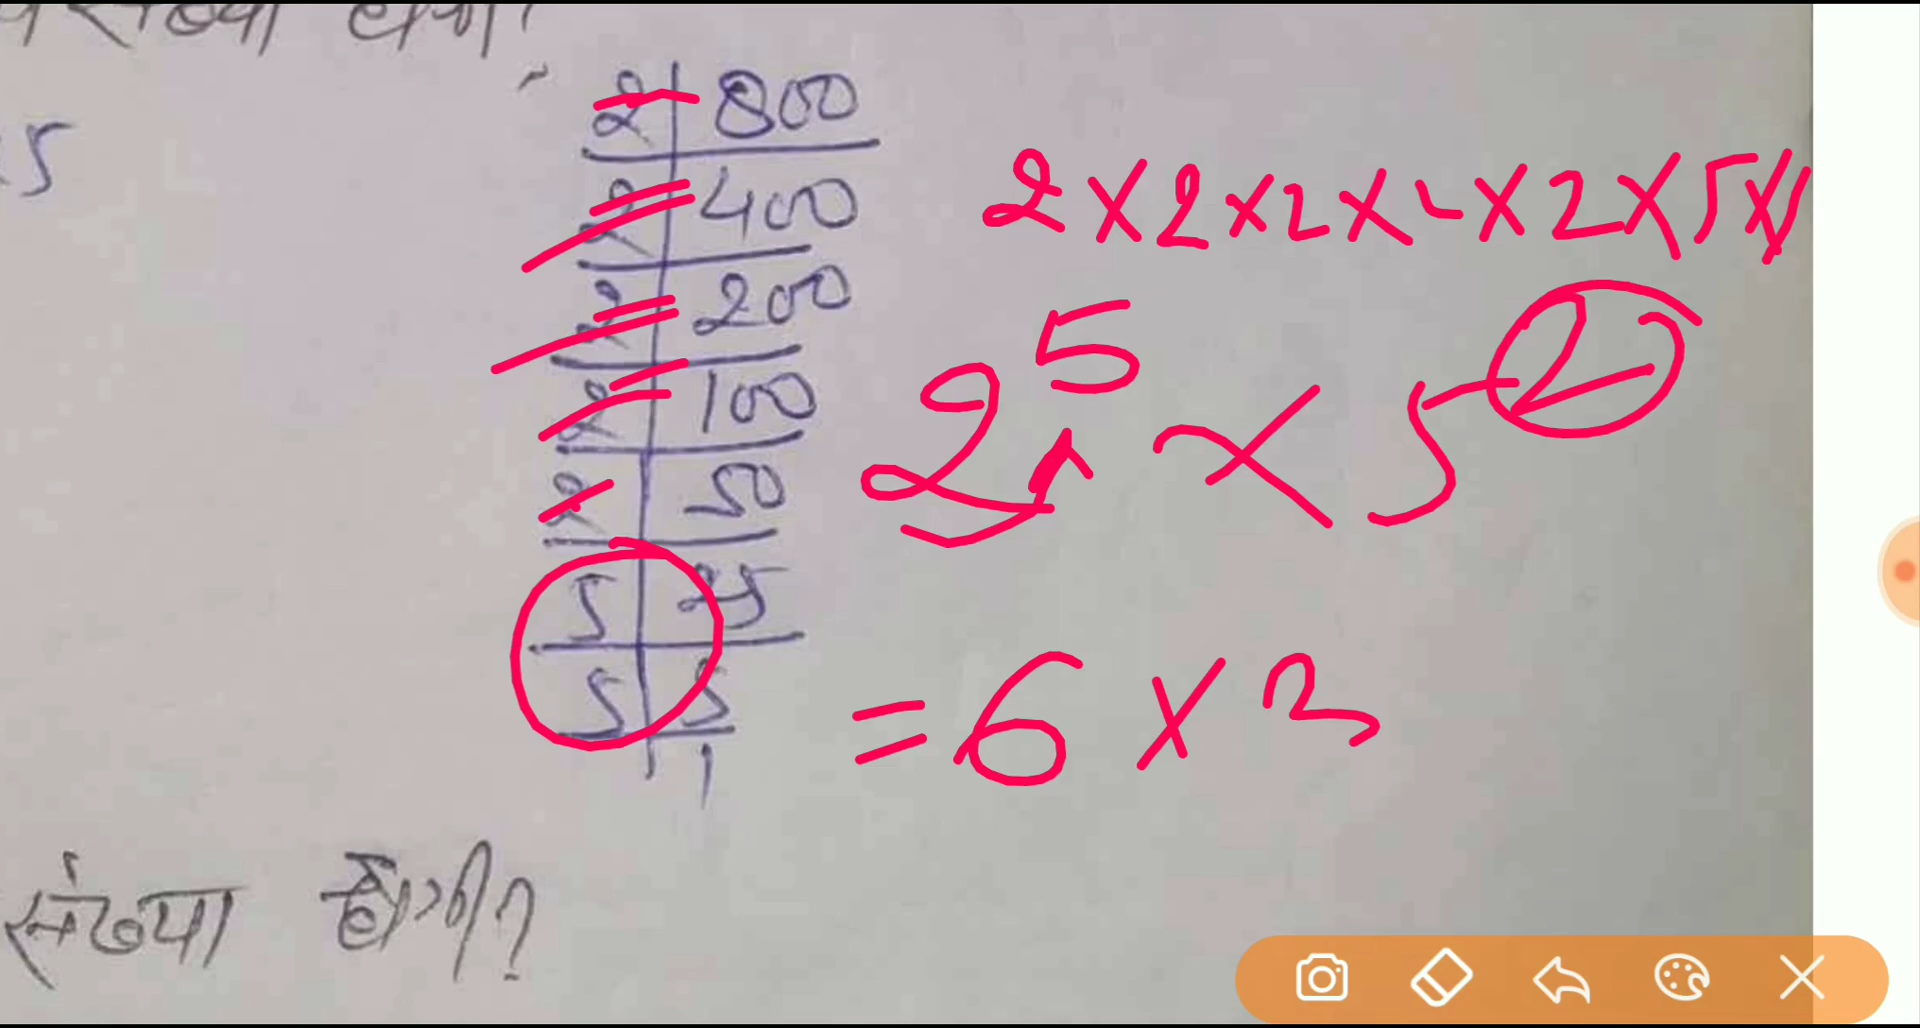 संख्या होगी?
5
2 | 800
2 | 400
2 | 200
2 | 100
2 | 50
5 | 25
5 | 5
1
2 × 2 × 2 × 2 × 2 × 5 ×
2⁵ × 5²
= 6 × 3
संख्या होगी?